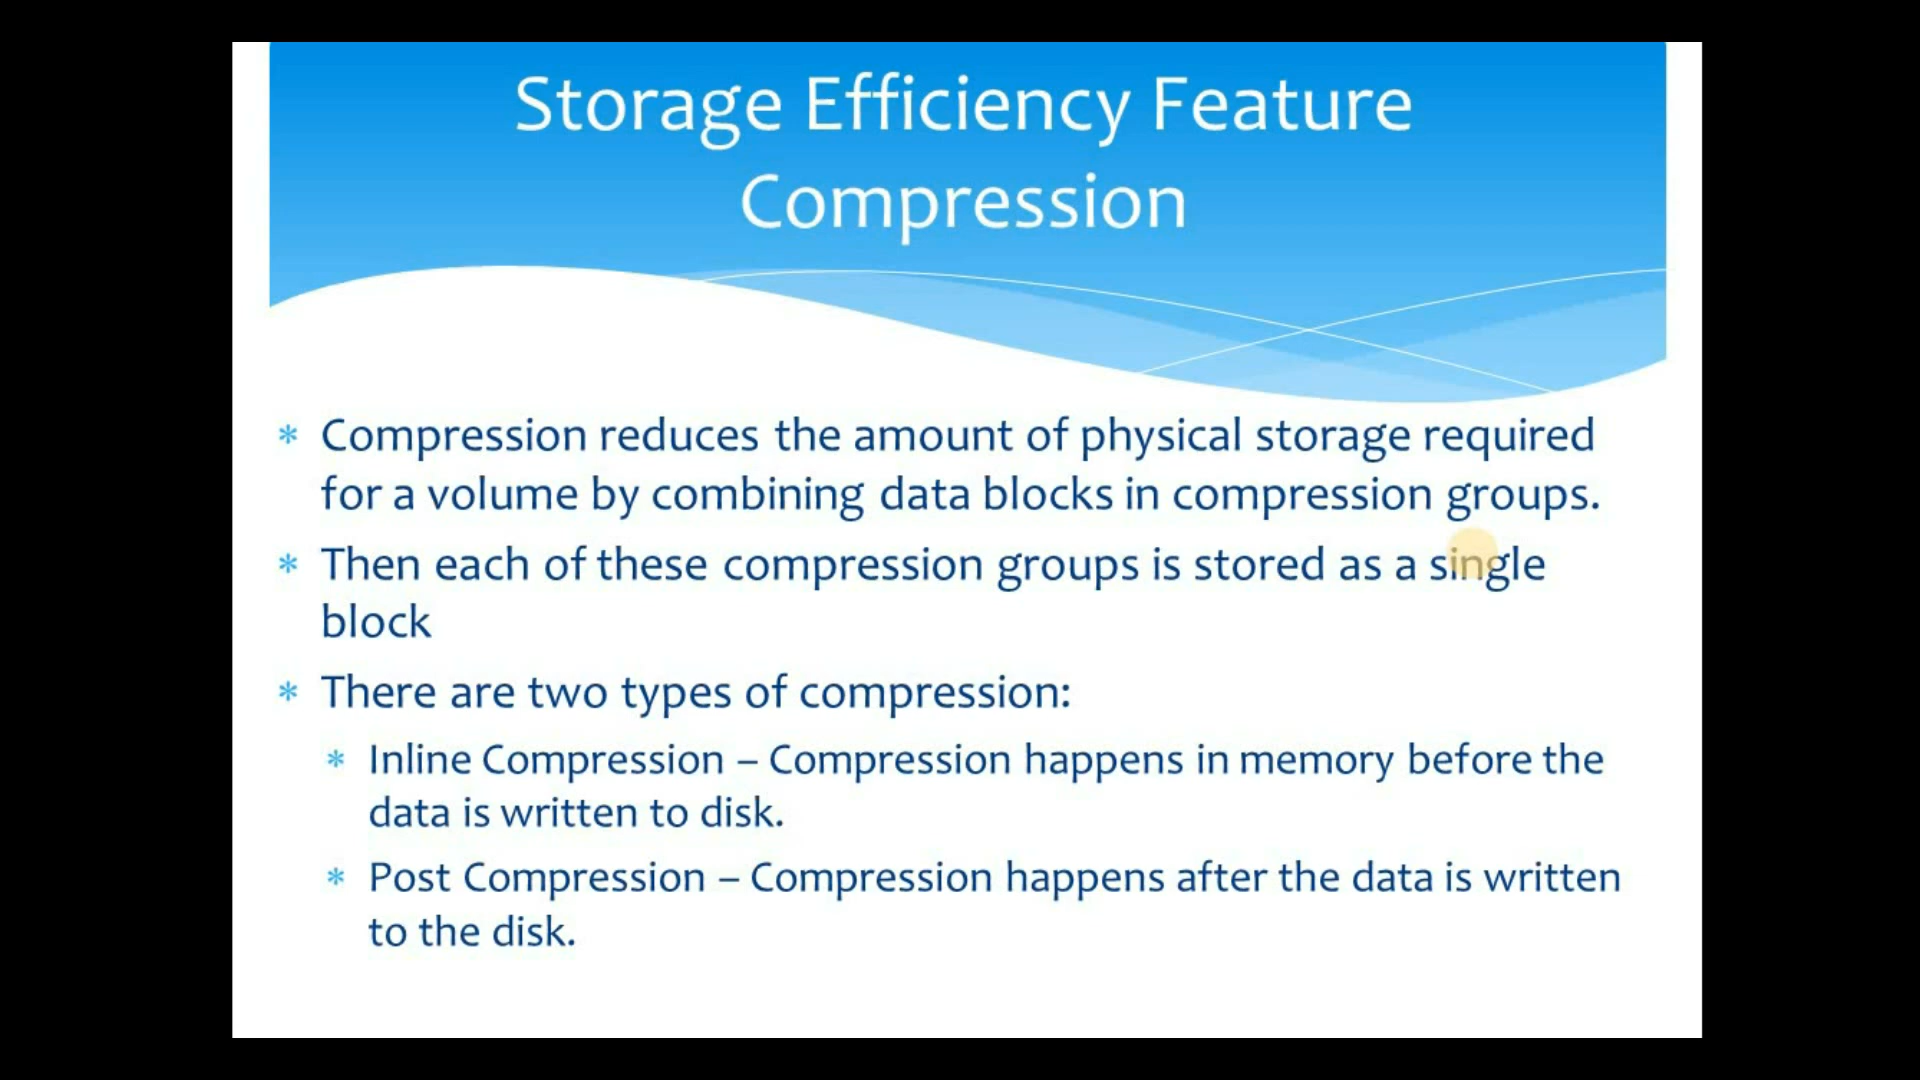 Storage Efficiency Feature
Compression
* Compression reduces the amount of physical storage required
for a volume by combining data blocks in compression groups.
* Then each of these compression groups is stored as a single
block
* There are two types of compression:
* Inline Compression – Compression happens in memory before the
data is written to disk.
* Post Compression – Compression happens after the data is written
to the disk.